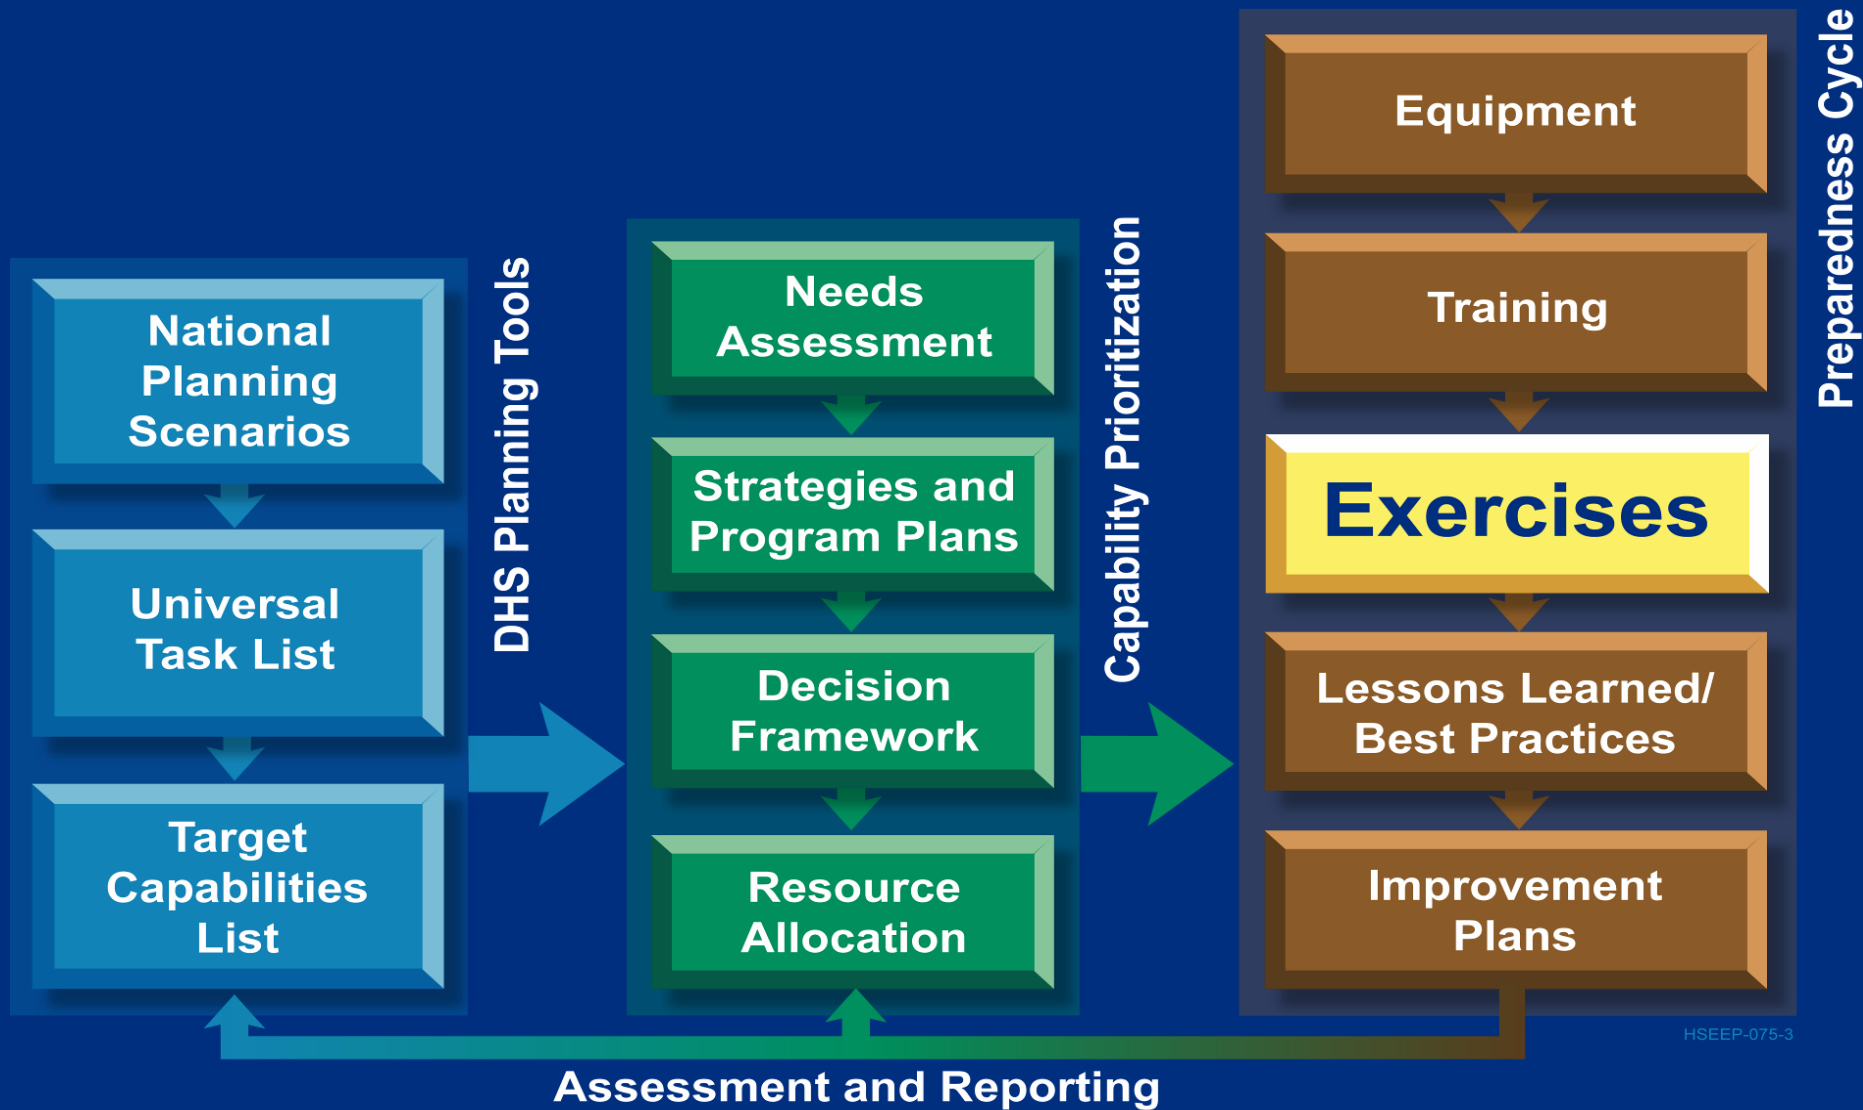 National
Planning
Scenarios
Universal
Task List
Target
Capabilities
List
DHS Planning Tools
Needs
Assessment
Strategies and
Program Plans
Decision
Framework
Resource
Allocation
Capability Prioritization
Equipment
Training
Exercises
Lessons Learned/
Best Practices
Improvement
Plans
Preparedness Cycle
HSEEP-075-3
Assessment and Reporting